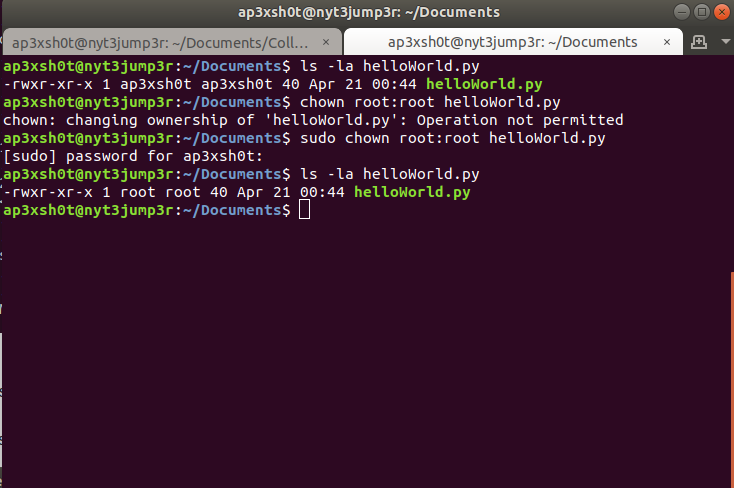 ap3xsh0t@nyt3jump3r: ~/Documents
ap3xsh0t@nyt3jump3r: ~/Documents/Coll…
ap3xsh0t@nyt3jump3r: ~/Documents
ap3xsh0t@nyt3jump3r:~/Documents$ ls -la helloWorld.py
-rwxr-xr-x 1 ap3xsh0t ap3xsh0t 40 Apr 21 00:44 helloWorld.py
ap3xsh0t@nyt3jump3r:~/Documents$ chown root:root helloWorld.py
chown: changing ownership of 'helloWorld.py': Operation not permitted
ap3xsh0t@nyt3jump3r:~/Documents$ sudo chown root:root helloWorld.py
[sudo] password for ap3xsh0t:
ap3xsh0t@nyt3jump3r:~/Documents$ ls -la helloWorld.py
-rwxr-xr-x 1 root root 40 Apr 21 00:44 helloWorld.py
ap3xsh0t@nyt3jump3r:~/Documents$